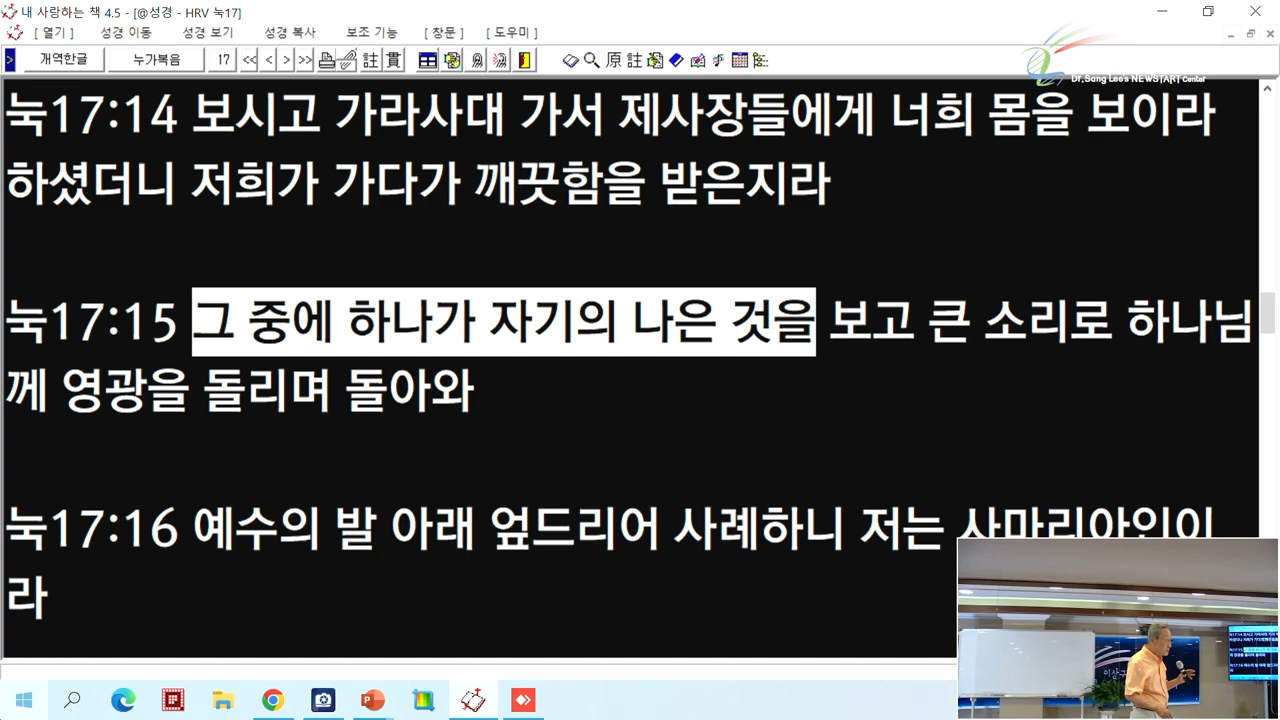 내 사랑하는 책 4.5 - [@성경 - HRV 눅17]
[ 열기 ] 성경 이동 성경 보기 성경 복사 보조 기능 [ 창문 ] [ 도우미 ]
개역한글 누가복음 17 << < > >> 註 貫 原 註
Dr.Sang Lee's NEWSTART Center
눅17:14 보시고 가라사대 가서 제사장들에게 너희 몸을 보이라
하셨더니 저희가 가다가 깨끗함을 받은지라
눅17:15 그 중에 하나가 자기의 나은 것을 보고 큰 소리로 하나님
께 영광을 돌리며 돌아와
눅17:16 예수의 발 아래 엎드리어 사례하니 저는 사마리아인이
라